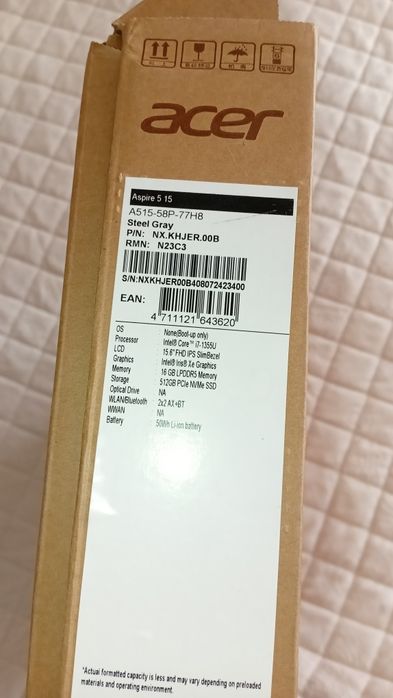 acer
Aspire 5 15
A515-58P-77H8
Steel Gray
P/N: NX.KHJER.00B
RMN: N23C3
S/N:NXKHJER00B408072423400
EAN:
4 711121 643620
OS : None(Boot-up only)
Processor : Intel® Core™ i7-1355U
LCD : 15.6" FHD IPS SlimBezel
Graphics : Intel® Iris® Xe Graphics
Memory : 16 GB LPDDR5 Memory
Storage : 512GB PCIe NVMe SSD
Optical Drive : NA
WLAN/Bluetooth : 2x2 AX+BT
WWAN : NA
Battery : 50Wh Li-ion battery
*Actual formatted capacity is less and may vary depending on preloaded
materials and operating environment.